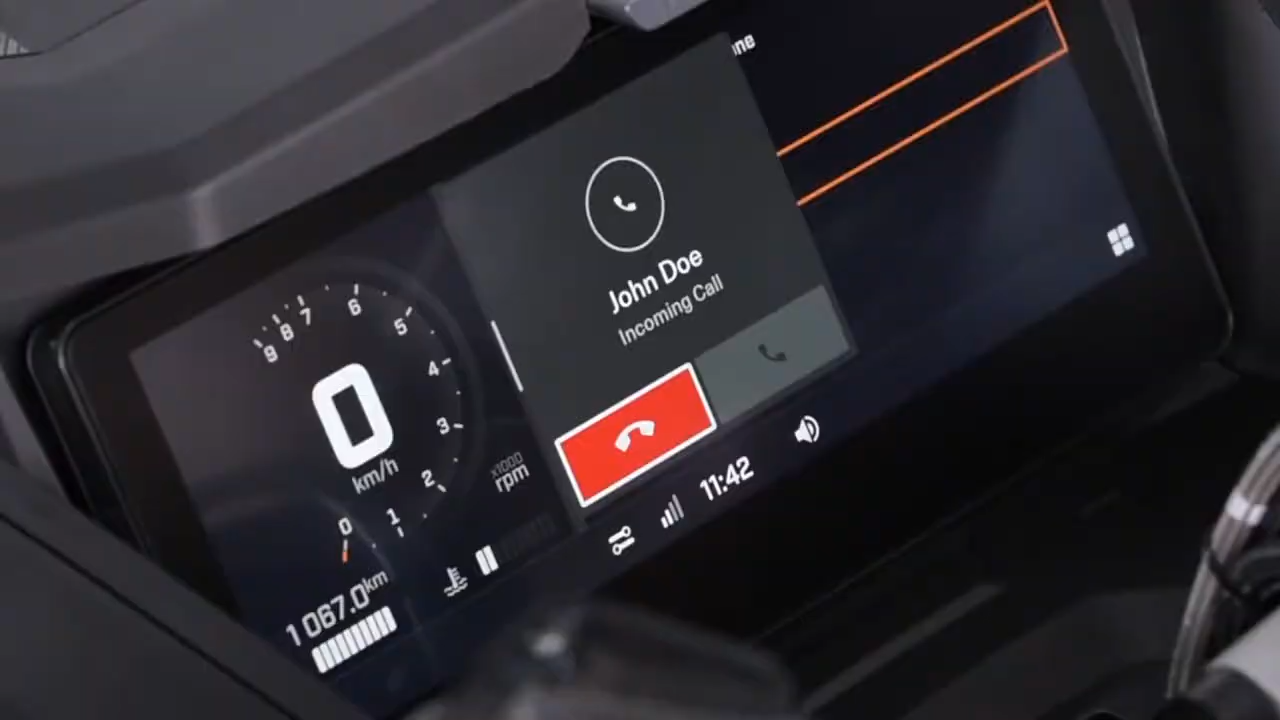 ne
John Doe
Incoming Call
9
8
7
6
5
4
3
2
1
0
0
km/h
x1000
rpm
11:42
1 067.0km